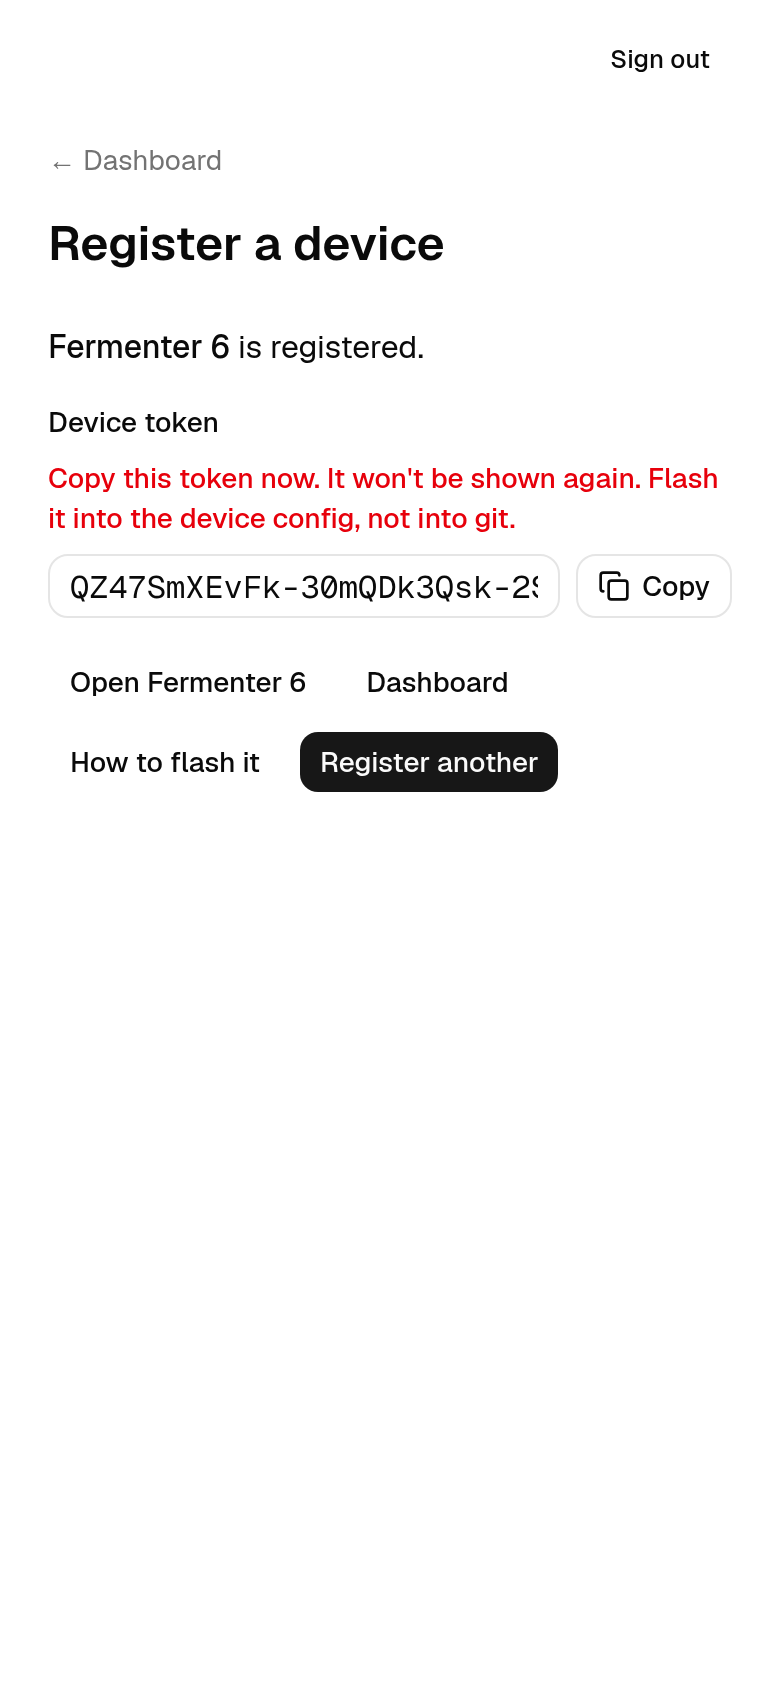 Sign out
← Dashboard
Register a device
Fermenter 6 is registered.
Device token
Copy this token now. It won't be shown again. Flash
it into the device config, not into git.
QZ47SmXEvFk-30mQDk3Qsk-2
Copy
Open Fermenter 6
Dashboard
How to flash it
Register another